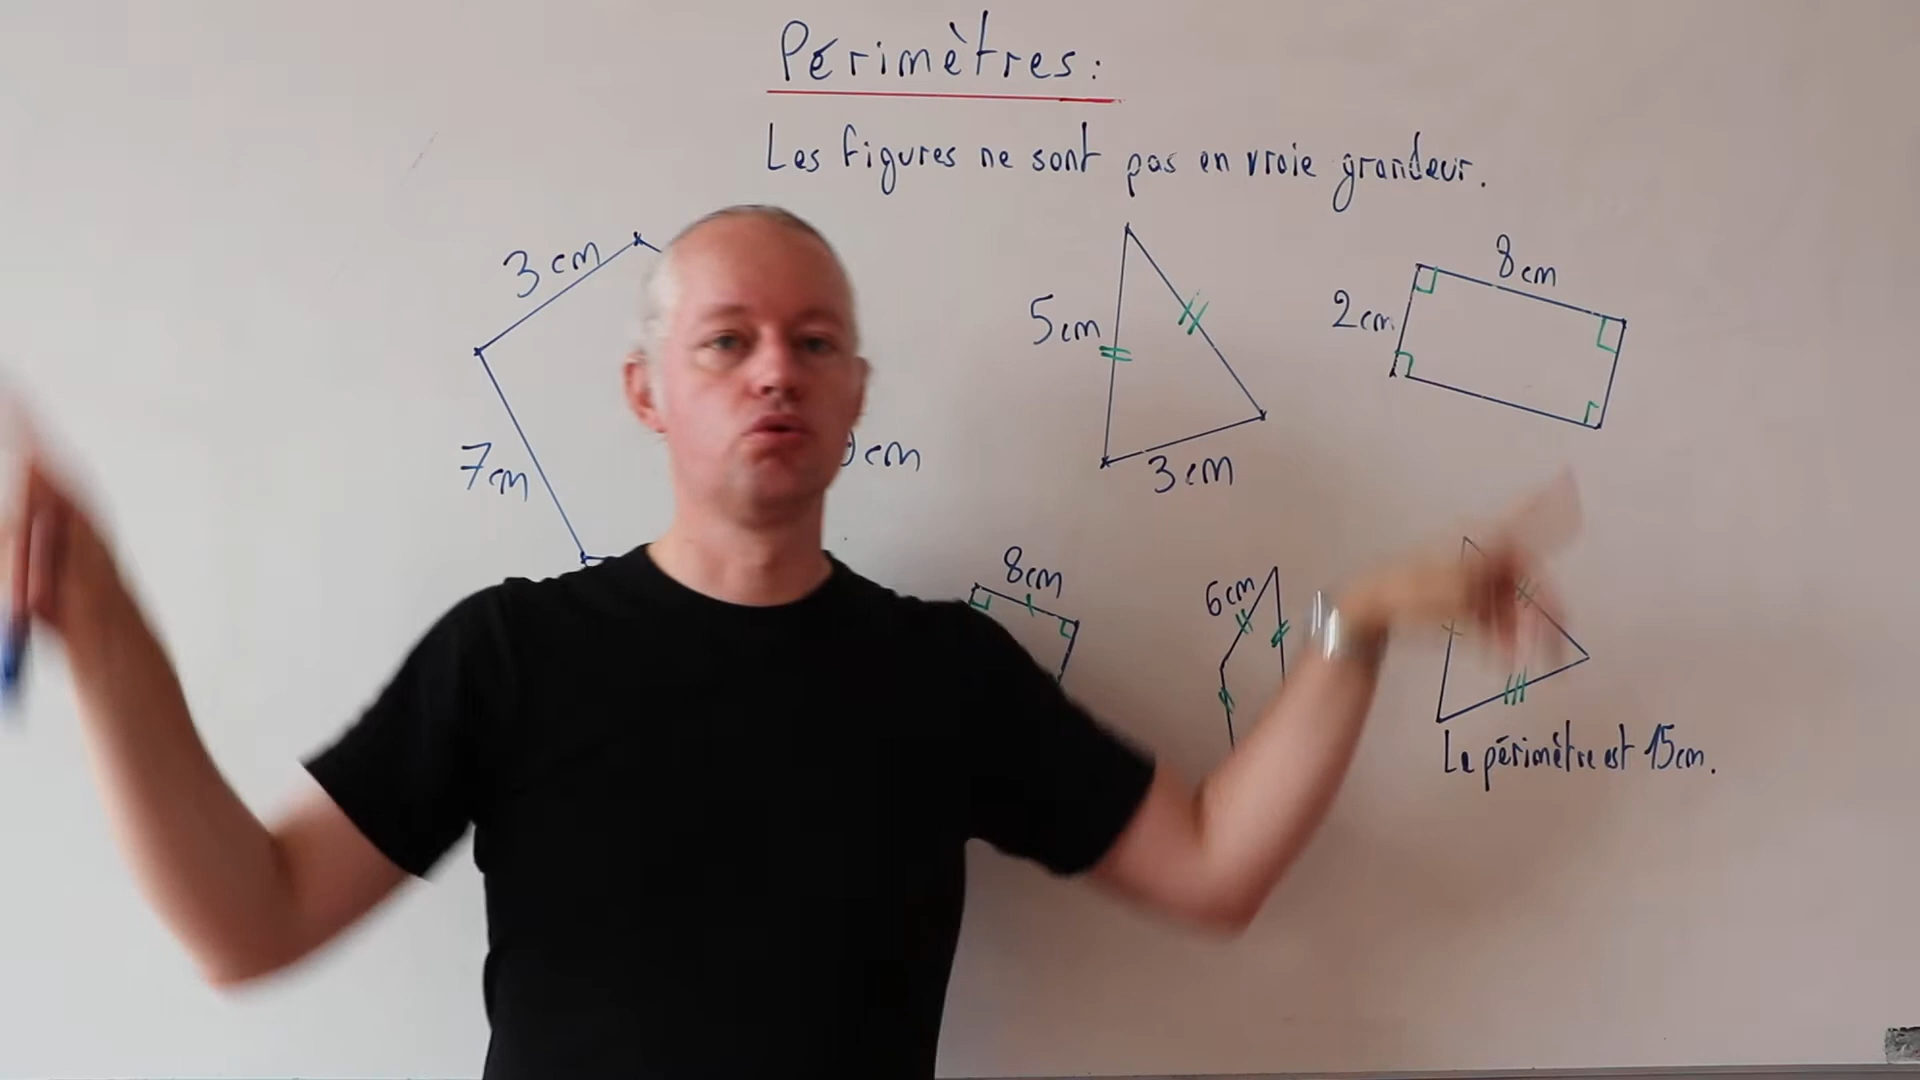 Périmètres:
Les figures ne sont pas en vraie grandeur.
3 cm
7cm
cm
5cm
3 cm
8cm
2cm
8cm
6cm
Le périmètre est 15cm.